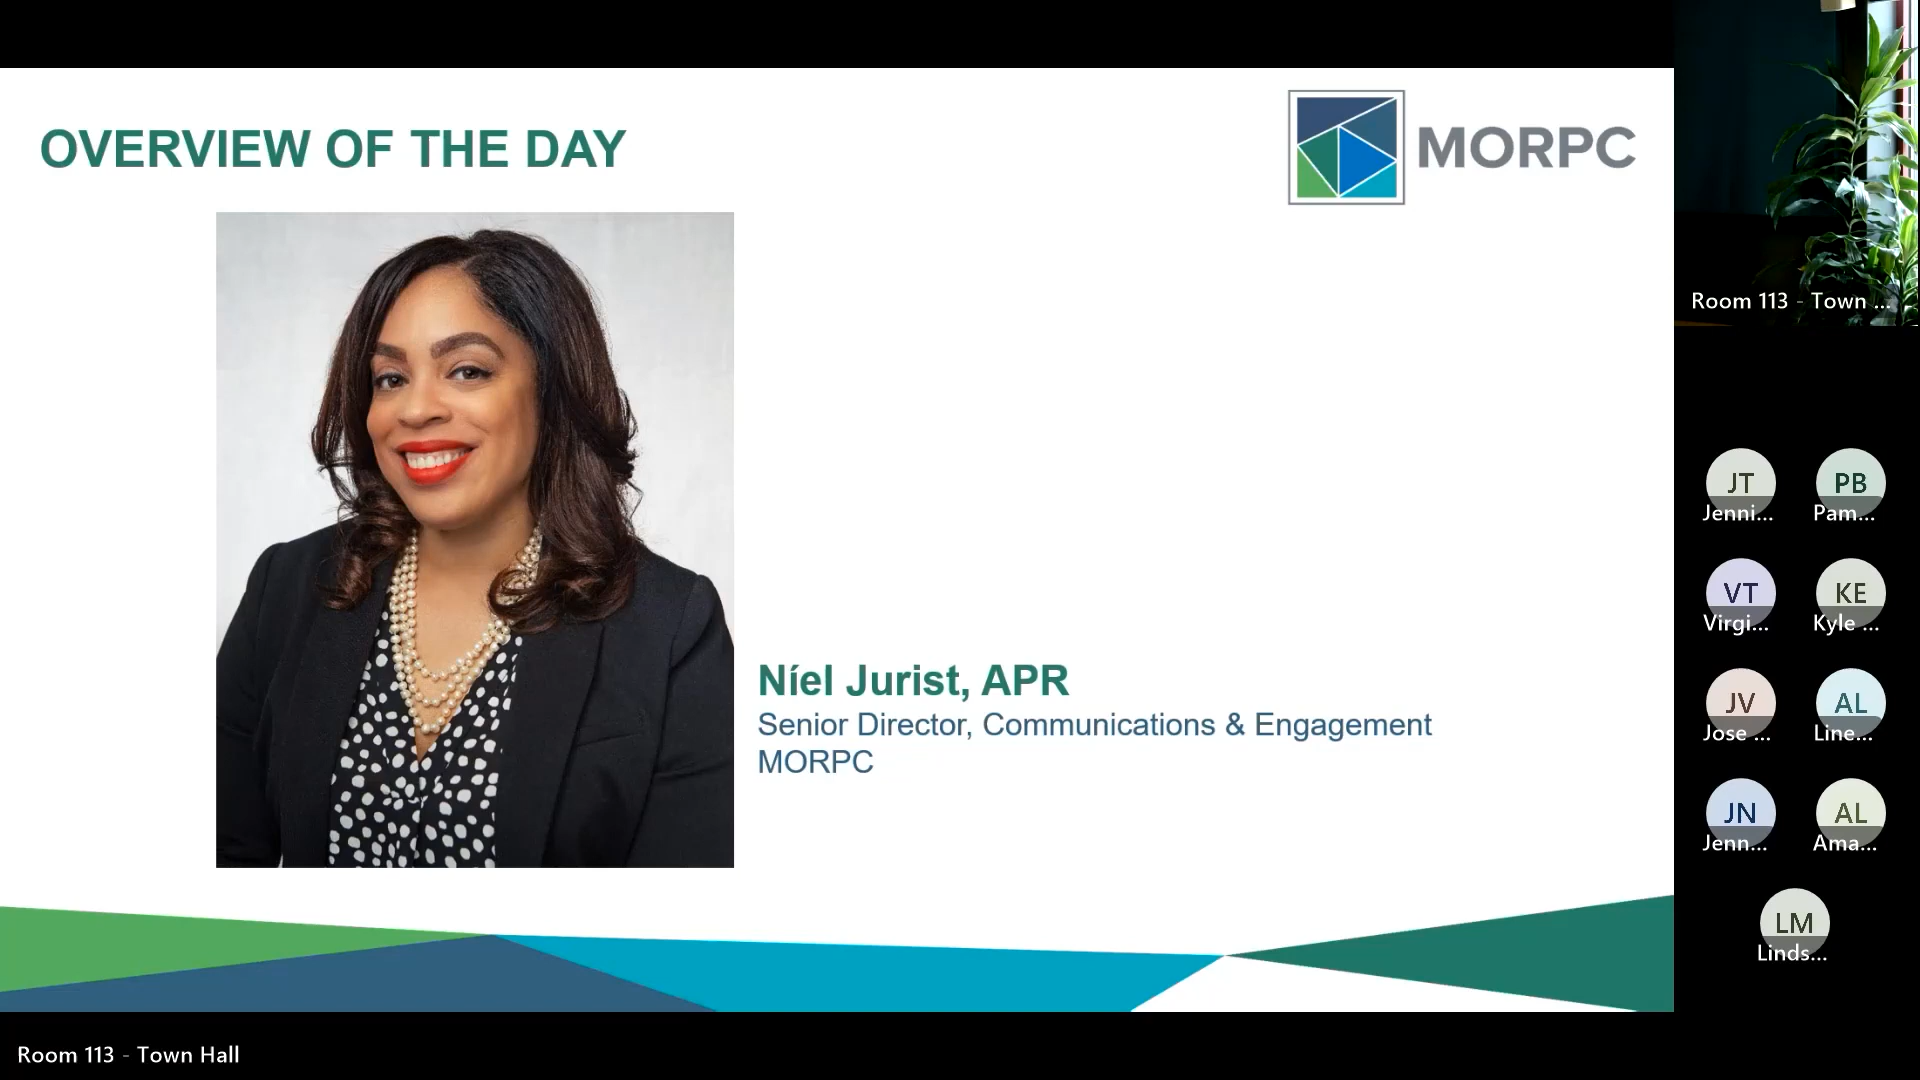 OVERVIEW OF THE DAY
MORPC
Níel Jurist, APR
Senior Director, Communications & Engagement
MORPC
Room 113 - Town ...
JT
Jenni...
PB
Pam...
VT
Virgi...
KE
Kyle ...
JV
Jose ...
AL
Line...
JN
Jenn...
AL
Ama...
LM
Linds...
Room 113 - Town Hall